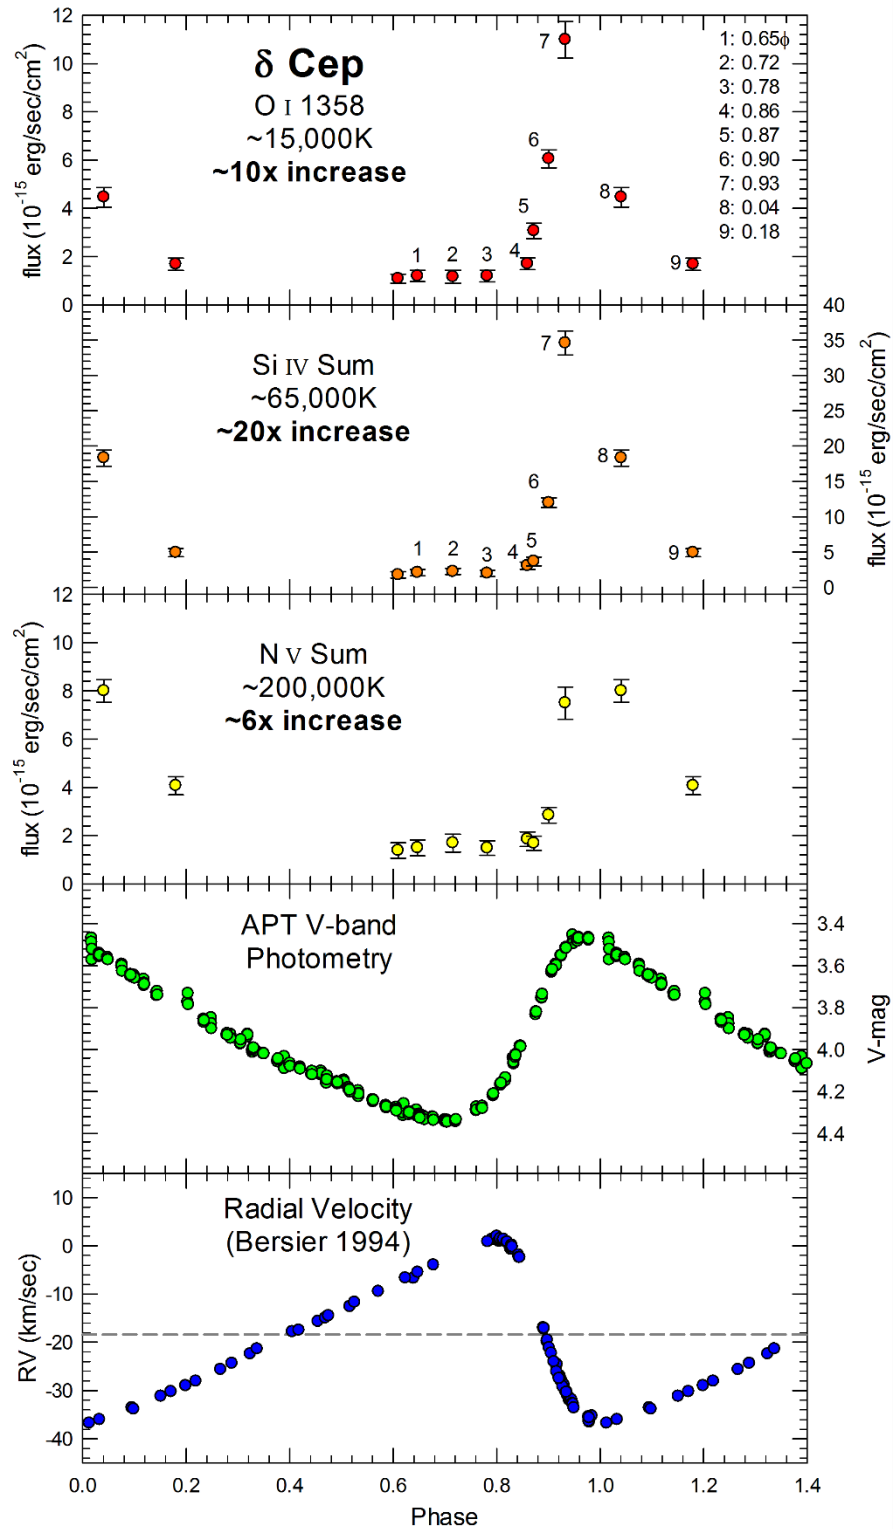 δ Cep
O I 1358
~15,000K
~10x increase
1: 0.65ϕ
2: 0.72
3: 0.78
4: 0.86
5: 0.87
6: 0.90
7: 0.93
8: 0.04
9: 0.18
flux (10⁻¹⁵ erg/sec/cm²)
12
10
8
6
4
2
0
1
2
3
4
5
6
7
8
9
Si IV Sum
~65,000K
~20x increase
1
2
3
4
5
6
7
8
9
40
35
30
25
20
15
10
5
0
flux (10⁻¹⁵ erg/sec/cm²)
N V Sum
~200,000K
~6x increase
flux (10⁻¹⁵ erg/sec/cm²)
12
10
8
6
4
2
0
APT V-band
Photometry
3.4
3.6
3.8
4.0
4.2
4.4
V-mag
Radial Velocity
(Bersier 1994)
RV (km/sec)
10
0
-10
-20
-30
-40
0.0 0.2 0.4 0.6 0.8 1.0 1.2 1.4
Phase